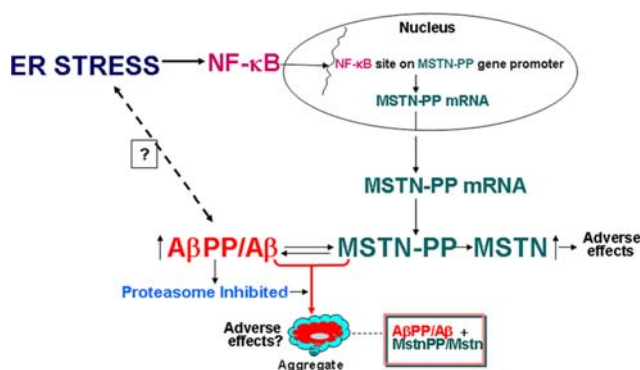 Nucleus
ER STRESS
NF-κB
NF-κB site on MSTN-PP gene promoter
MSTN-PP mRNA
?
MSTN-PP mRNA
AβPP/Aβ
MSTN-PP
MSTN
Adverse
effects
Proteasome Inhibited
Adverse
effects?
Aggregate
AβPP/Aβ +
MstnPP/Mstn